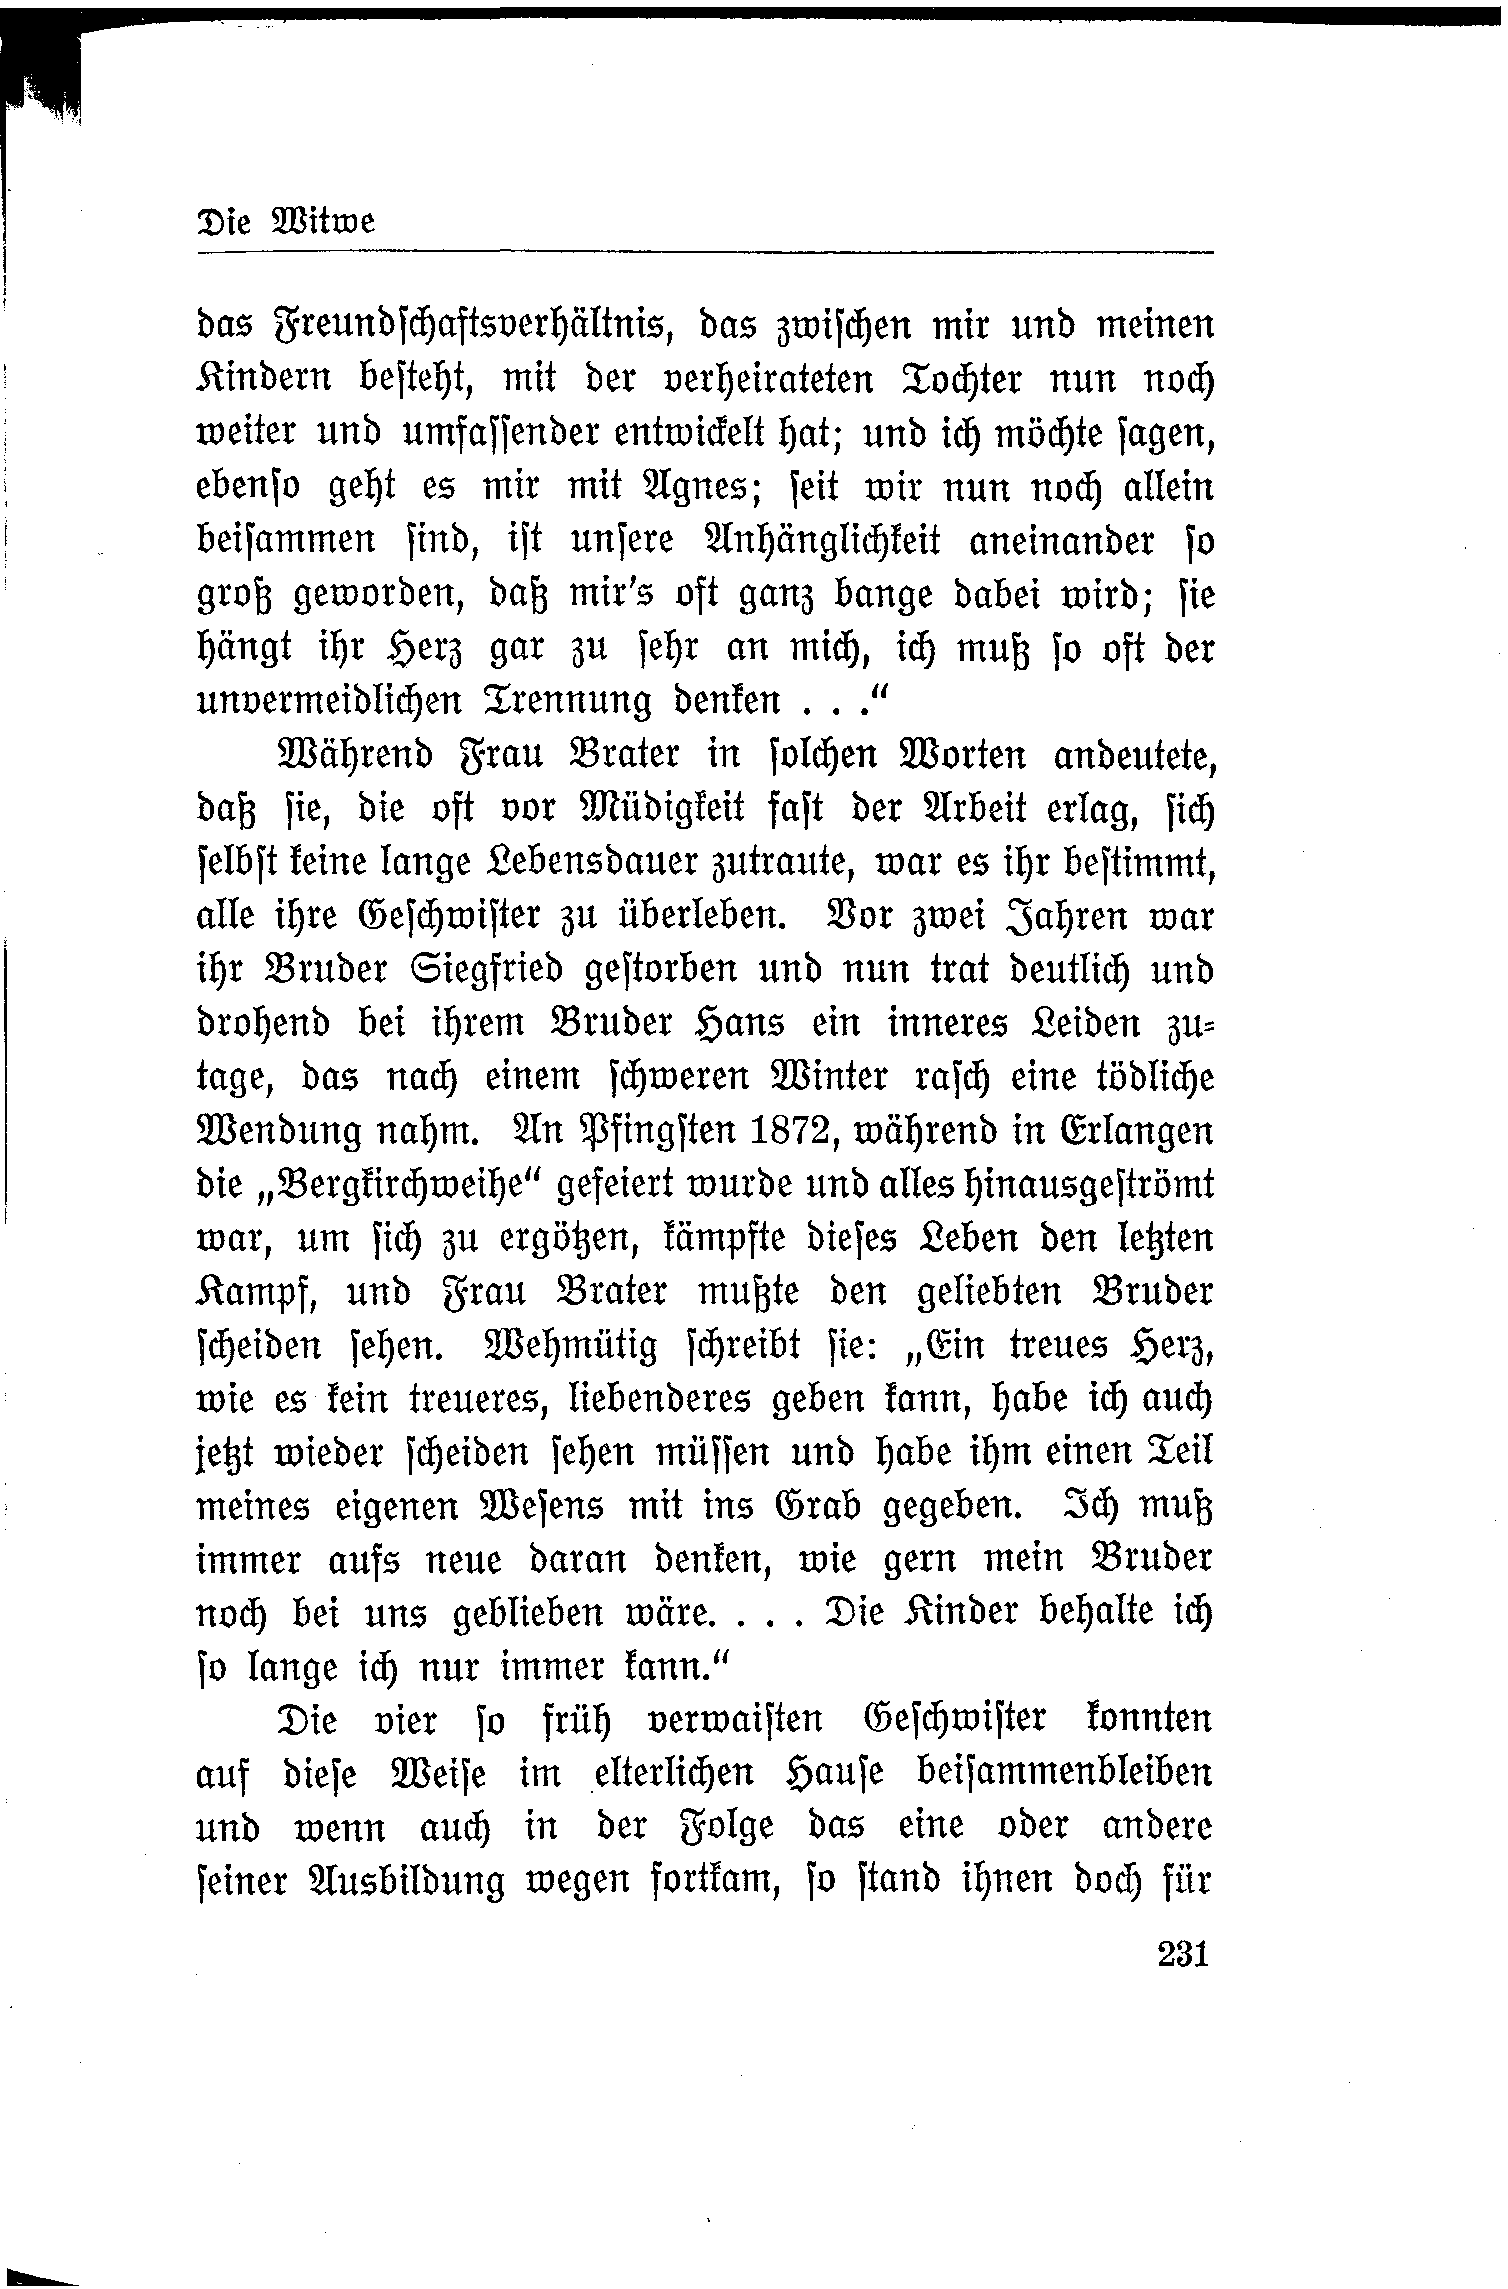 Die Witwe
das Freundschaftsverhältnis, das zwischen mir und meinen
Kindern besteht, mit der verheirateten Tochter nun noch
weiter und umfassender entwickelt hat; und ich möchte sagen,
ebenso geht es mir mit Agnes; seit wir nun noch allein
beisammen sind, ist unsere Anhänglichkeit aneinander so
groß geworden, daß mir's oft ganz bange dabei wird; sie
hängt ihr Herz gar zu sehr an mich, ich muß so oft der
unvermeidlichen Trennung denken . . .“
Während Frau Brater in solchen Worten andeutete,
daß sie, die oft vor Müdigkeit fast der Arbeit erlag, sich
selbst keine lange Lebensdauer zutraute, war es ihr bestimmt,
alle ihre Geschwister zu überleben. Vor zwei Jahren war
ihr Bruder Siegfried gestorben und nun trat deutlich und
drohend bei ihrem Bruder Hans ein inneres Leiden zu-
tage, das nach einem schweren Winter rasch eine tödliche
Wendung nahm. An Pfingsten 1872, während in Erlangen
die „Bergkirchweihe“ gefeiert wurde und alles hinausgeströmt
war, um sich zu ergötzen, kämpfte dieses Leben den letzten
Kampf, und Frau Brater mußte den geliebten Bruder
scheiden sehen. Wehmütig schreibt sie: „Ein treues Herz,
wie es kein treueres, liebenderes geben kann, habe ich auch
jetzt wieder scheiden sehen müssen und habe ihm einen Teil
meines eigenen Wesens mit ins Grab gegeben. Ich muß
immer aufs neue daran denken, wie gern mein Bruder
noch bei uns geblieben wäre. . . . Die Kinder behalte ich
so lange ich nur immer kann.“
Die vier so früh verwaisten Geschwister konnten
auf diese Weise im elterlichen Hause beisammenbleiben
und wenn auch in der Folge das eine oder andere
seiner Ausbildung wegen fortkam, so stand ihnen doch für
231